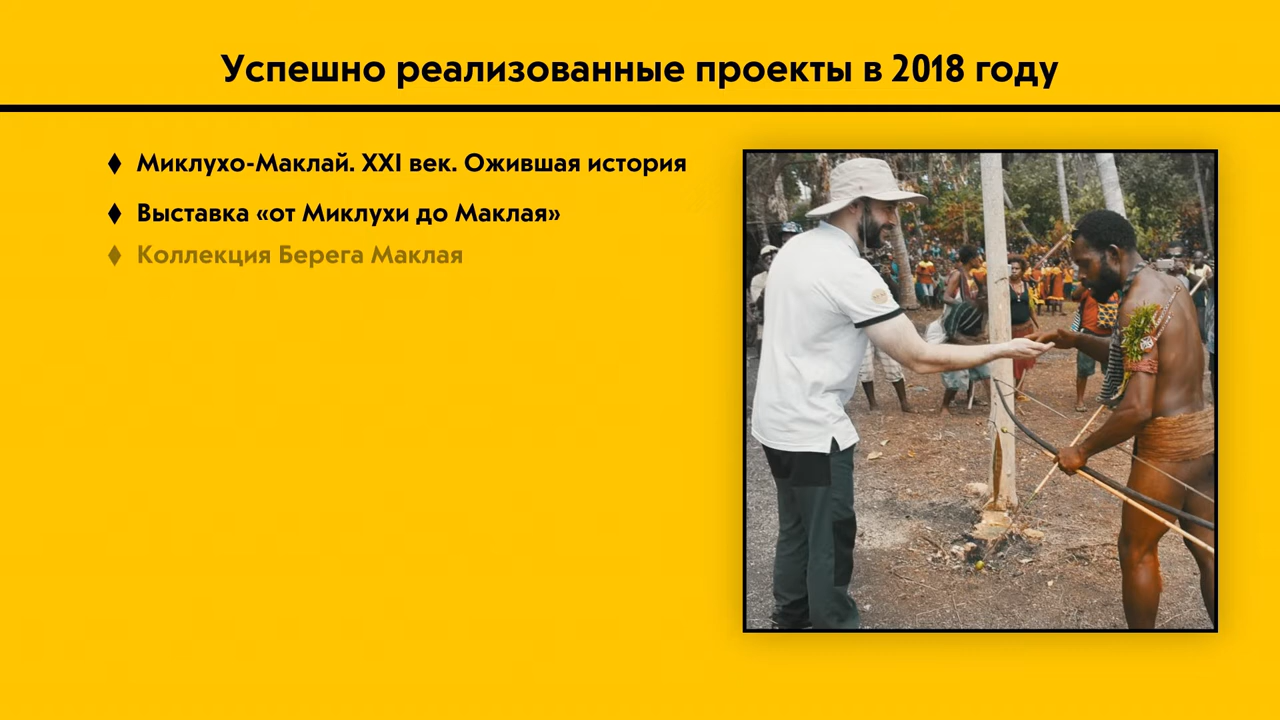 Успешно реализованные проекты в 2018 году
Миклухо-Маклай. XXI век. Ожившая история
Выставка «от Миклухи до Маклая»
Коллекция Берега Маклая